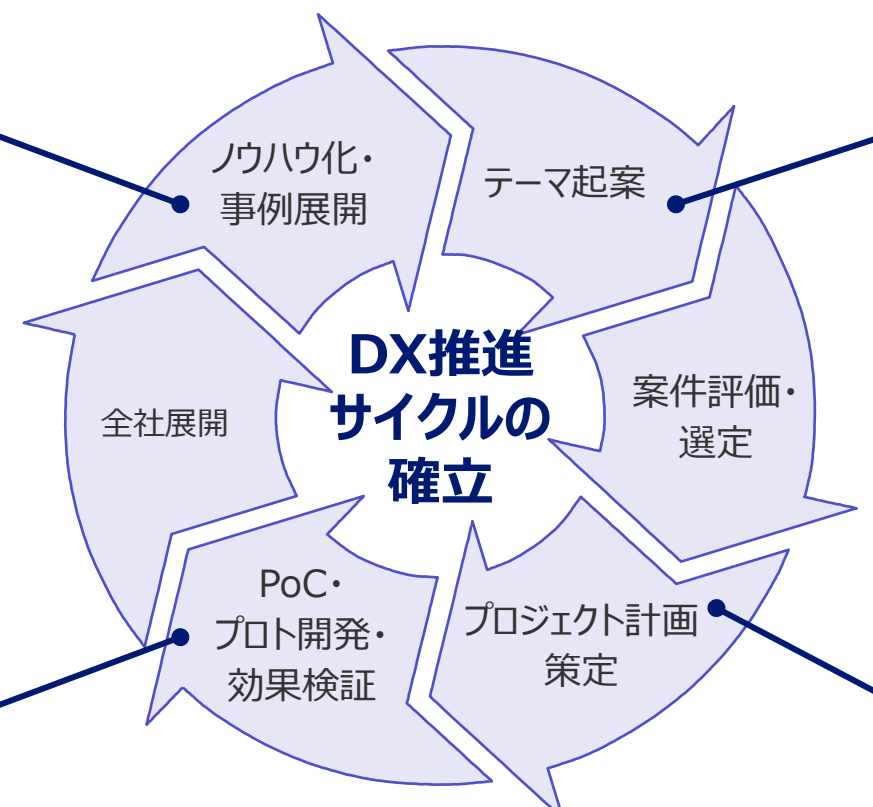 DX推進
サイクルの
確立
テーマ起案
案件評価・
選定
プロジェクト計画
策定
PoC・
プロト開発・
効果検証
全社展開
ノウハウ化・
事例展開